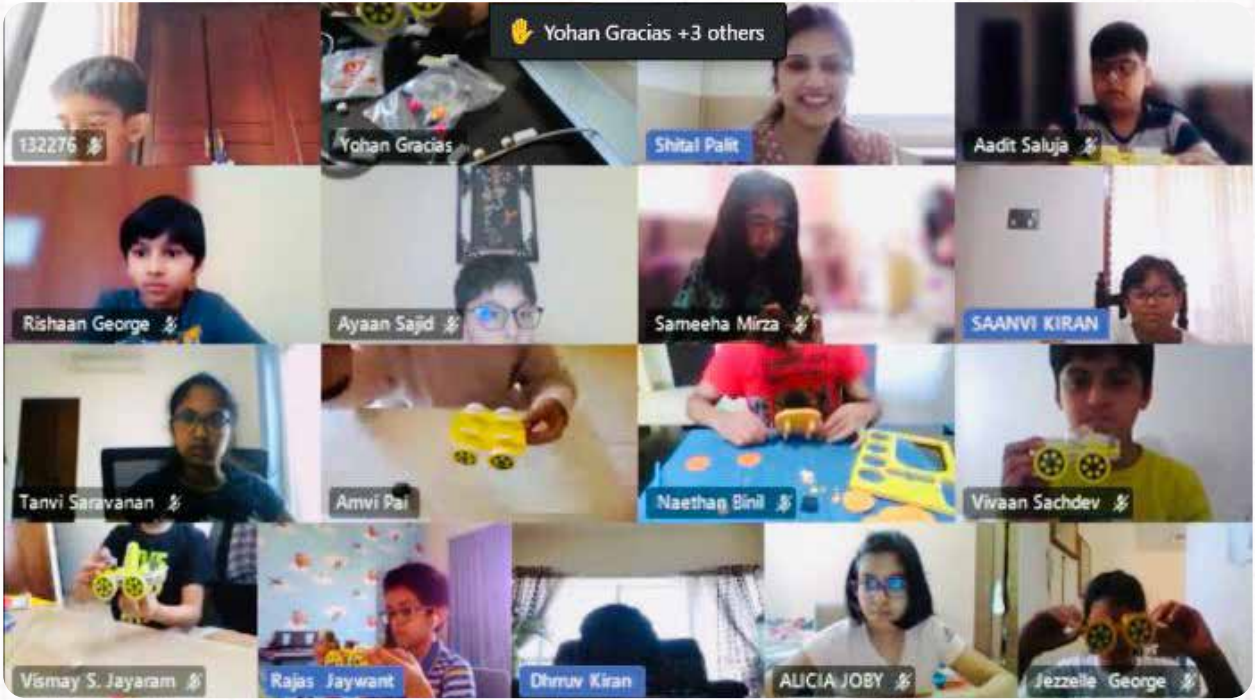 Yohan Gracias +3 others
132276
Yohan Gracias
Shital Palit
Aadit Saluja
Rishaan George
Ayaan Sajid
Sameeha Mirza
SAANVI KIRAN
Tanvi Saravanan
Amvi Pai
Naethan Binil
Vivaan Sachdev
Vismay S. Jayaram
Rajas Jaywant
Dhrruv Kiran
ALICIA JOBY
Jezzelle George